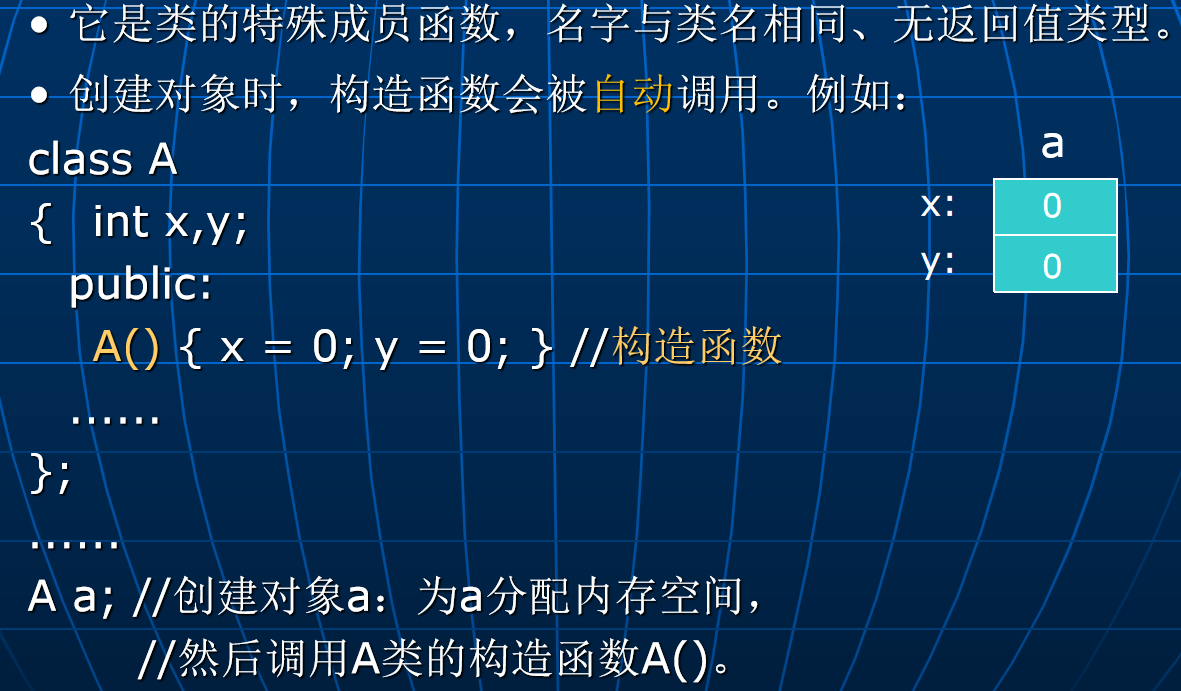 • 它是类的特殊成员函数，名字与类名相同、无返回值类型。
• 创建对象时，构造函数会被自动调用。例如：
class A
{ int x,y;
public:
A() { x = 0; y = 0; } //构造函数
......
};
......
A a; //创建对象a：为a分配内存空间，
//然后调用A类的构造函数A()。
a
x: 0
y: 0